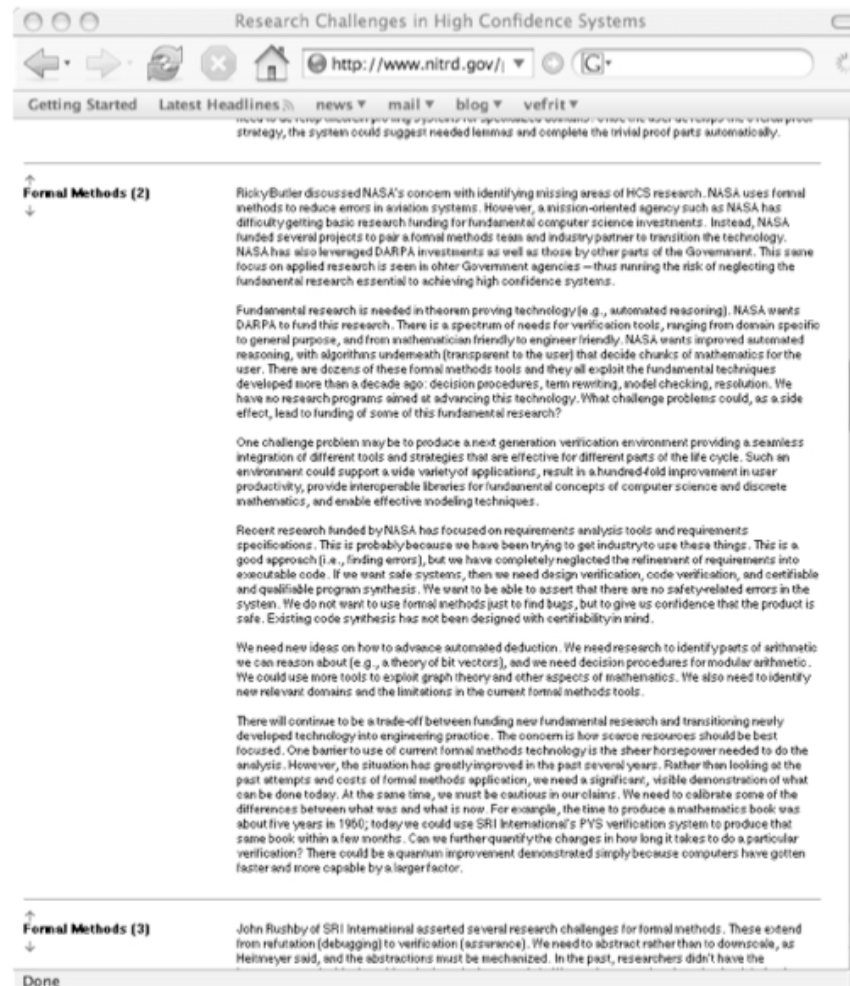 Research Challenges in High Confidence Systems
http://www.nitrd.gov/
G
Getting Started Latest Headlines news mail blog vefrit
strategy, the system could suggest needed lemmas and complete the trivial proof parts automatically.
Formal Methods (2)
Ricky Butler discussed NASA's concern with identifying missing areas of HCS research. NASA uses formal
methods to reduce errors in aviation systems. However, a mission-oriented agency such as NASA has
difficulty getting basic research funding for fundamental computer science investments. Instead, NASA
funded several projects to pair a formal methods team and industry partner to transition the technology.
NASA has also leveraged DARPA investments as well as those by other parts of the Government. This same
focus on applied research is seen in ohter Government agencies — thus running the risk of neglecting the
fundamental research essential to achieving high confidence systems.
Fundamental research is needed in theorem proving technology (e.g., automated reasoning). NASA wants
DARPA to fund this research. There is a spectrum of needs for verification tools, ranging from domain specific
to general purpose, and from mathematician friendly to engineer friendly. NASA wants improved automated
reasoning, with algorithms underneath (transparent to the user) that decide chunks of mathematics for the
user. There are dozens of these formal methods tools and they all exploit the fundamental techniques
developed more than a decade ago: decision procedures, term rewriting, model checking, resolution. We
have no research programs aimed at advancing this technology. What challenge problems could, as a side
effect, lead to funding of some of this fundamental research?
One challenge problem may be to produce a next generation verification environment providing a seamless
integration of different tools and strategies that are effective for different parts of the life cycle. Such an
environment could support a wide variety of applications, result in a hundred-fold improvement in user
productivity, provide interoperable libraries for fundamental concepts of computer science and discrete
mathematics, and enable effective modeling techniques.
Recent research funded by NASA has focused on requirements analysis tools and requirements
specifications. This is probably because we have been trying to get industry to use these things. This is a
good approach (i.e., finding errors), but we have completely neglected the refinement of requirements into
executable code. If we want safe systems, then we need design verification, code verification, and certifiable
and qualifiable program synthesis. We want to be able to assert that there are no safety-related errors in the
system. We do not want to use formal methods just to find bugs, but to give us confidence that the product is
safe. Existing code synthesis has not been designed with certifiability in mind.
We need new ideas on how to advance automated deduction. We need research to identify parts of arithmetic
we can reason about (e.g., a theory of bit vectors), and we need decision procedures for modular arithmetic.
We could use more tools to exploit graph theory and other aspects of mathematics. We also need to identify
new relevant domains and the limitations in the current formal methods tools.
There will continue to be a trade-off between funding new fundamental research and transitioning newly
developed technology into engineering practice. The concern is how scarce resources should be best
focused. One barrier to use of current formal methods technology is the sheer horsepower needed to do the
analysis. However, the situation has greatly improved in the past several years. Rather than looking at the
past attempts and costs of formal methods application, we need a significant, visible demonstration of what
can be done today. At the same time, we must be cautious in our claims. We need to calibrate some of the
differences between what was and what is now. For example, the time to produce a mathematics book was
about five years in 1960; today we could use SRI International's PVS verification system to produce that
same book within a few months. Can we further quantify the changes in how long it takes to do a particular
verification? There could be a quantum improvement demonstrated simply because computers have gotten
faster and more capable by a larger factor.
Formal Methods (3)
John Rushby of SRI International asserted several research challenges for formal methods. These extend
from refutation (debugging) to verification (assurance). We need to abstract rather than to downscale, as
Heitmeyer said, and the abstractions must be mechanized. In the past, researchers didn't have the
Done